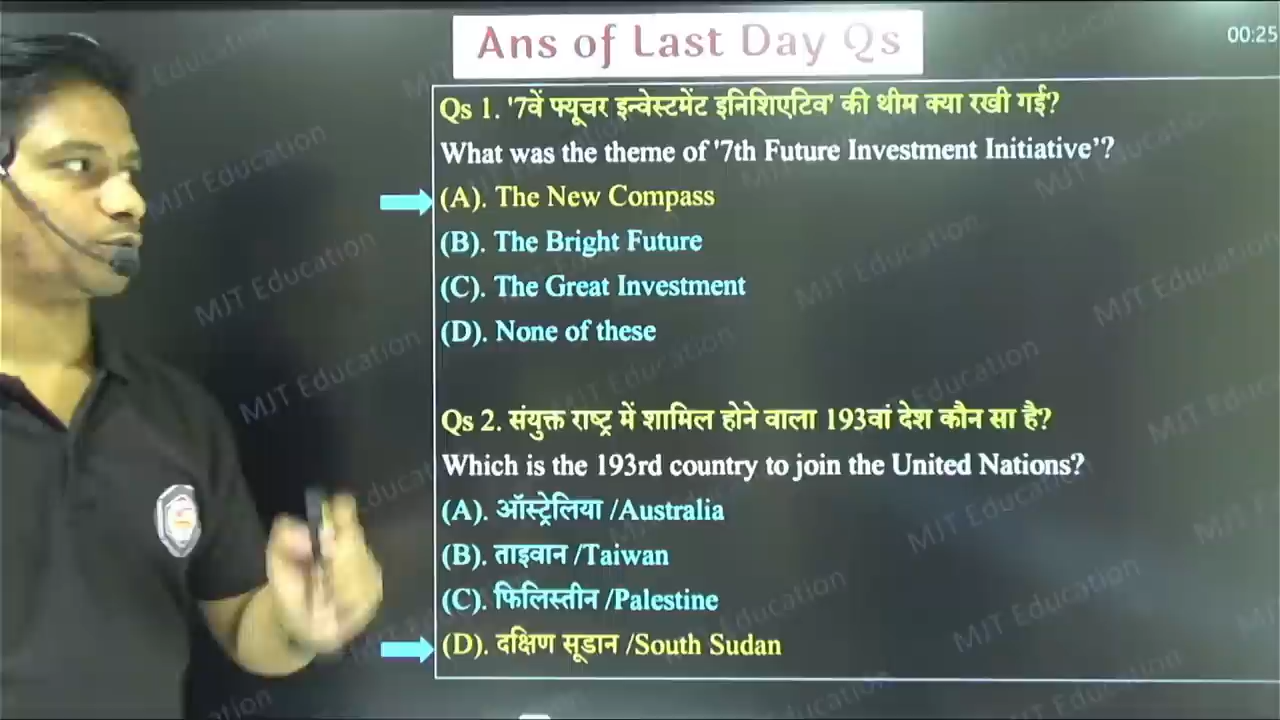 Ans of Last Day Qs
00:25
Qs 1. '7वें फ्यूचर इन्वेस्टमेंट इनिशिएटिव' की थीम क्या रखी गई?
What was the theme of '7th Future Investment Initiative’?
(A). The New Compass
(B). The Bright Future
(C). The Great Investment
(D). None of these
Qs 2. संयुक्त राष्ट्र में शामिल होने वाला 193वां देश कौन सा है?
Which is the 193rd country to join the United Nations?
(A). ऑस्ट्रेलिया /Australia
(B). ताइवान /Taiwan
(C). फिलिस्तीन /Palestine
(D). दक्षिण सूडान /South Sudan
MJT Education